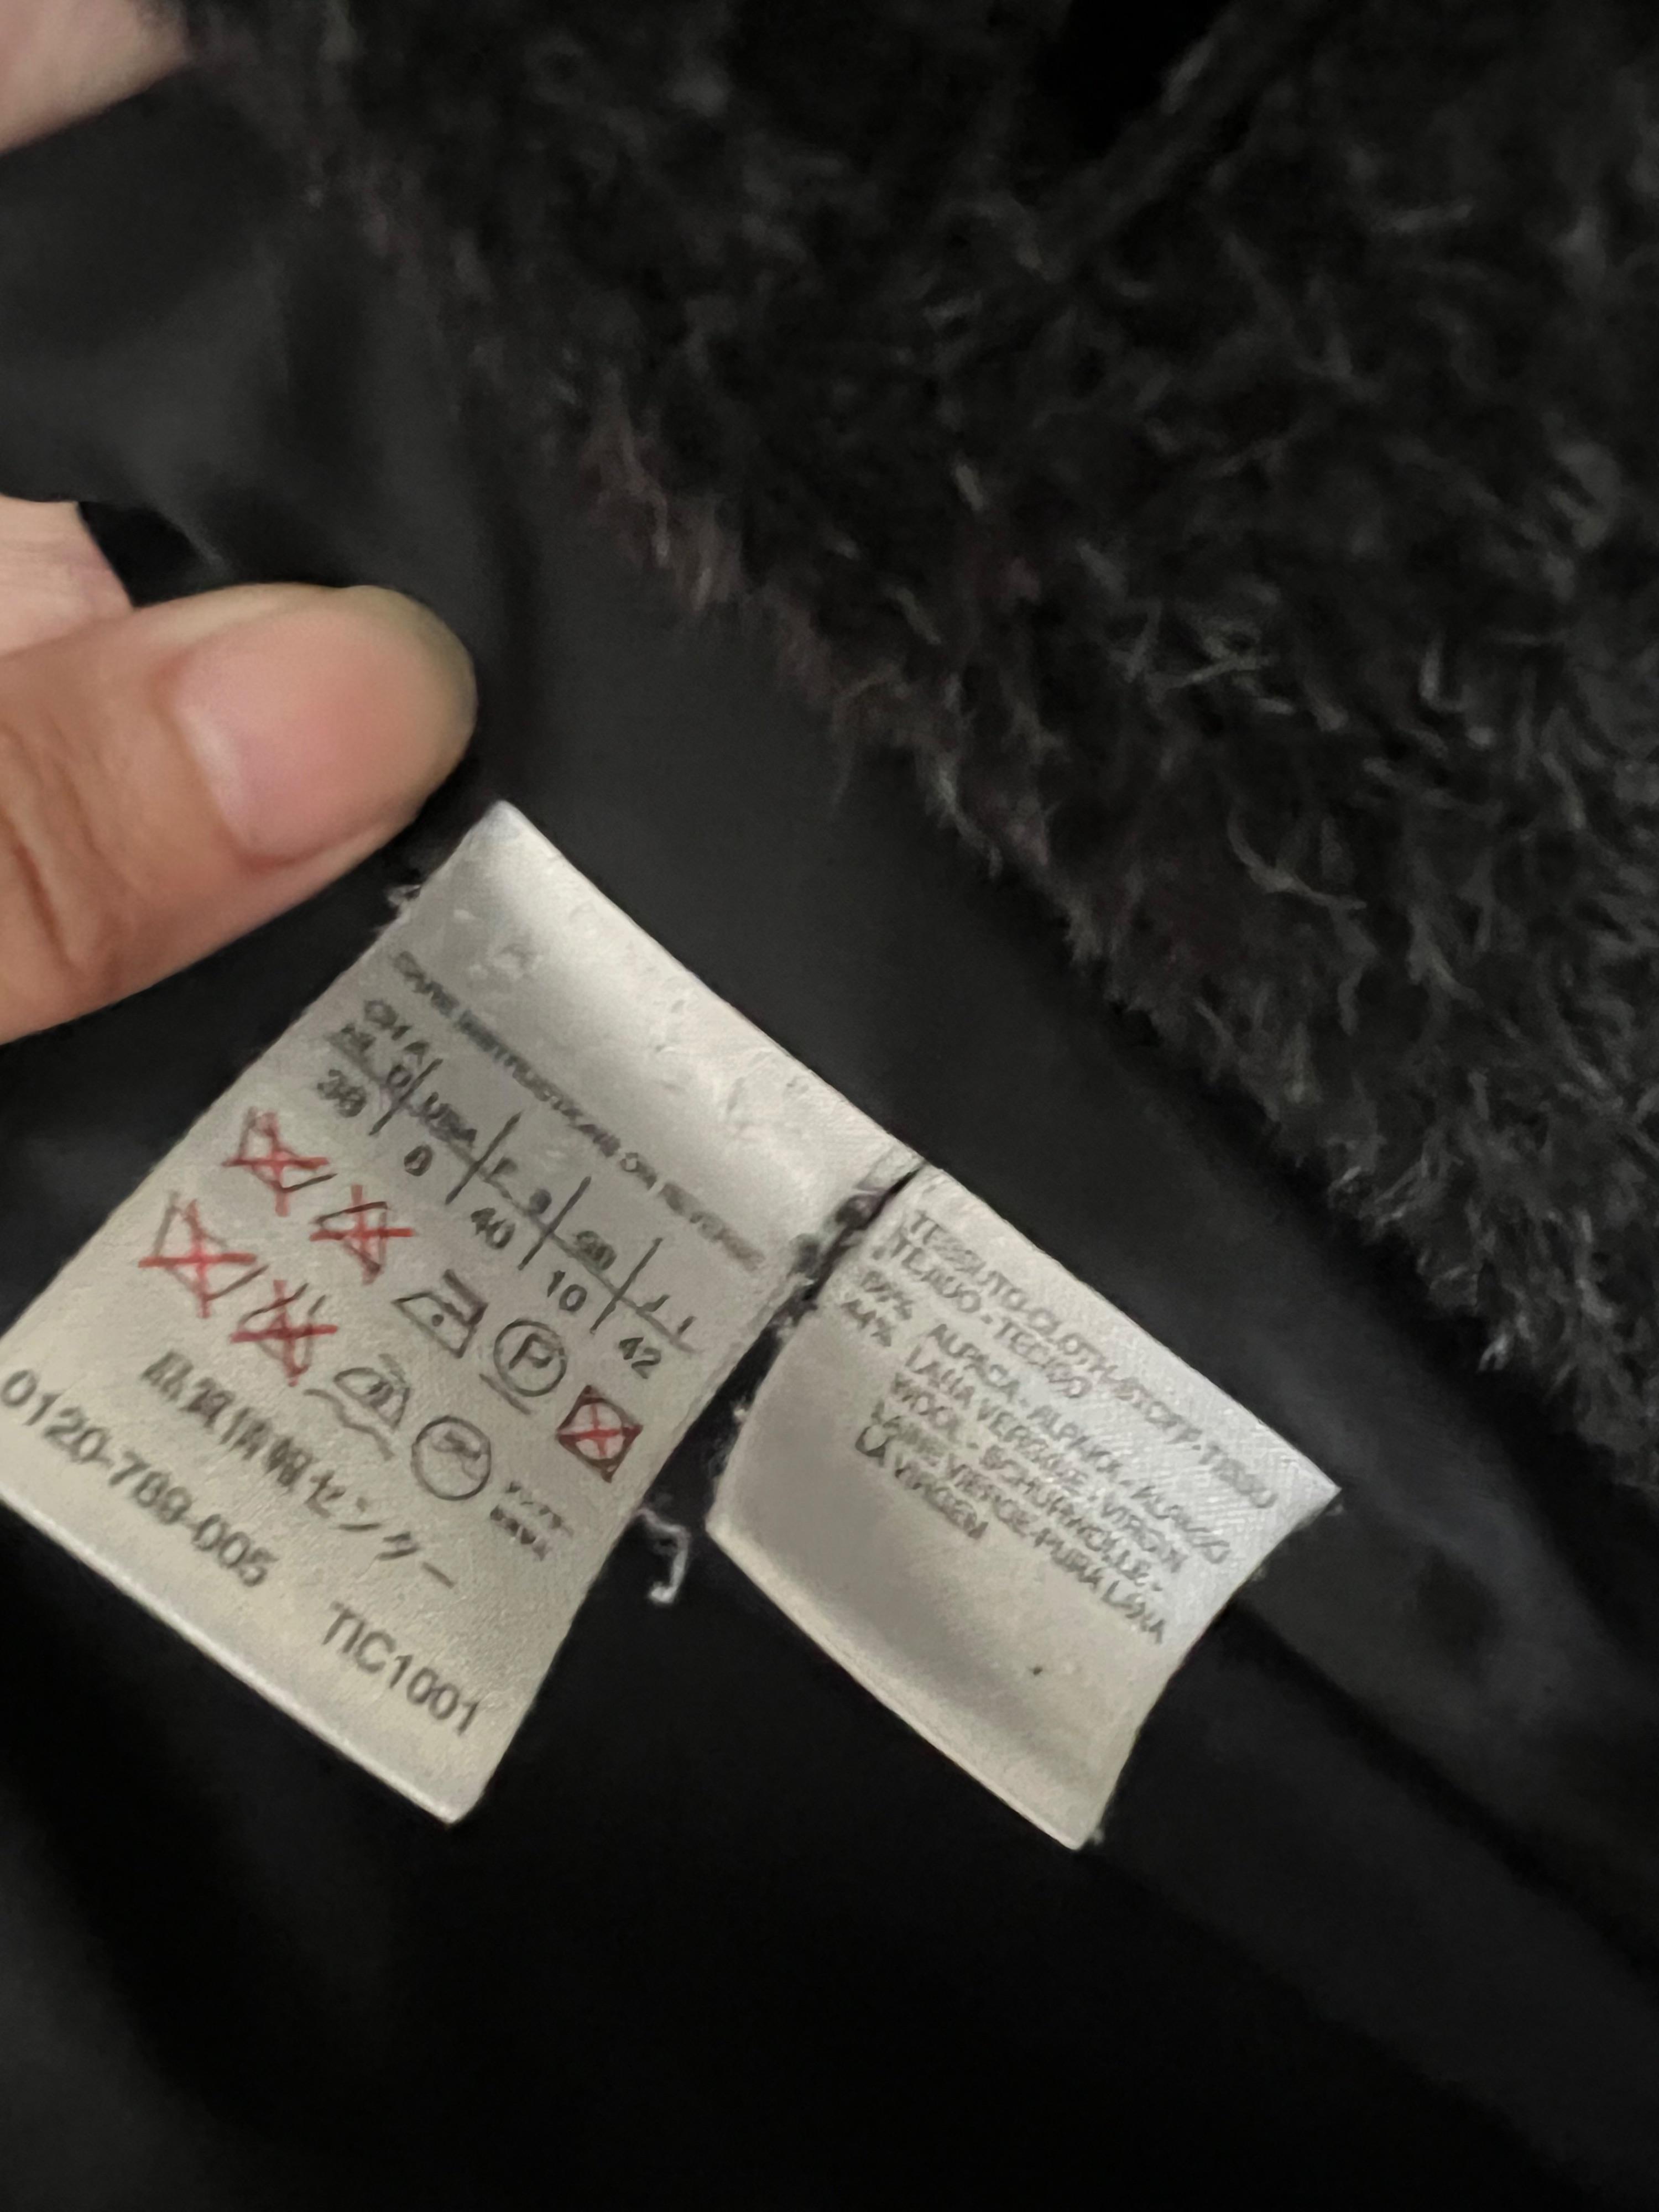 CARE INSTRUCTIONS ON REVERSE
CH A
NL D USA F B GB I
38 8 40 10 42
P
品質情報センター
0120-789-005
TIC1001
TESSUTO-CLOTH-STOFF-TISSU
TEJIDO-TECIDO
ALPACA-ALPAKA
44% LANA VERGINE-VIRGIN
WOOL-SCHURWOLLE-
LAINE VIERGE-PURA LANA
LA VIRGEM